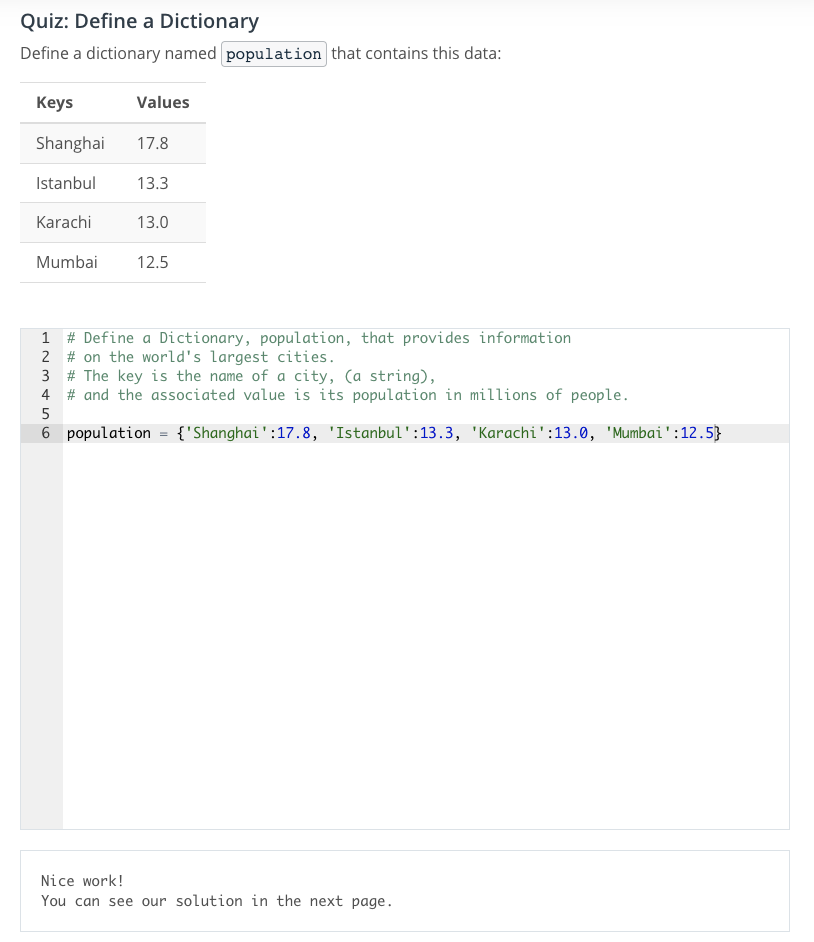 Quiz: Define a Dictionary
Define a dictionary named population that contains this data:
Keys Values
Shanghai 17.8
Istanbul 13.3
Karachi 13.0
Mumbai 12.5
1 # Define a Dictionary, population, that provides information
2 # on the world's largest cities.
3 # The key is the name of a city, (a string),
4 # and the associated value is its population in millions of people.
5
6 population = {'Shanghai':17.8, 'Istanbul':13.3, 'Karachi':13.0, 'Mumbai':12.5}
Nice work!
You can see our solution in the next page.